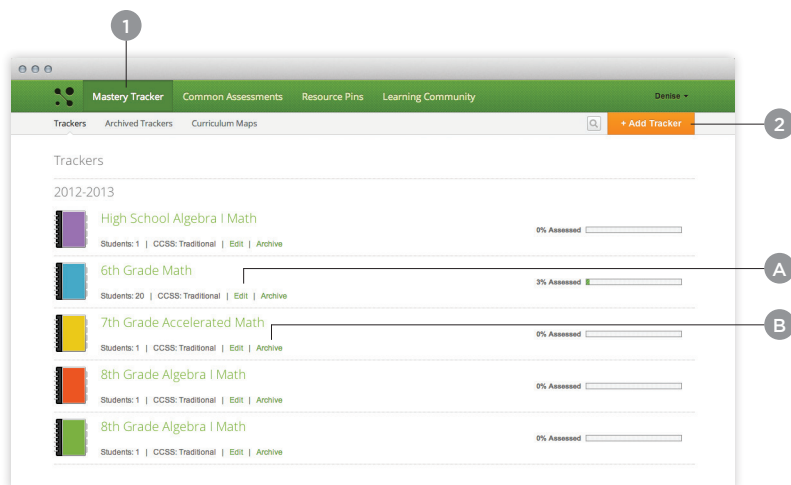 1
Mastery Tracker Common Assessments Resource Pins Learning Community Denise
Trackers Archived Trackers Curriculum Maps + Add Tracker 2
Trackers
2012-2013
High School Algebra I Math
Students: 1 | CCSS: Traditional | Edit | Archive 0% Assessed
6th Grade Math A
Students: 20 | CCSS: Traditional | Edit | Archive 3% Assessed
7th Grade Accelerated Math B
Students: 1 | CCSS: Traditional | Edit | Archive 0% Assessed
8th Grade Algebra I Math
Students: 1 | CCSS: Traditional | Edit | Archive 0% Assessed
8th Grade Algebra I Math
Students: 1 | CCSS: Traditional | Edit | Archive 0% Assessed